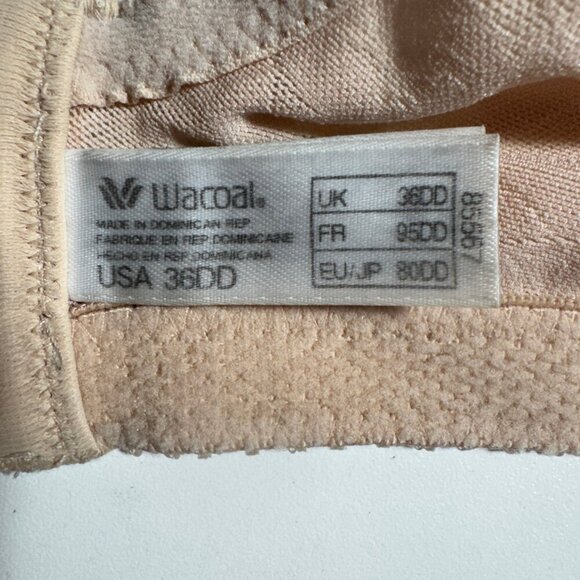 Wacoal®
MADE IN DOMINICAN REP
FABRIQUE EN REP. DOMINICAINE
HECHO EN REP. DOMINICANA
USA 36DD
UK 36DD
FR 95DD
EU/JP 80DD
85567